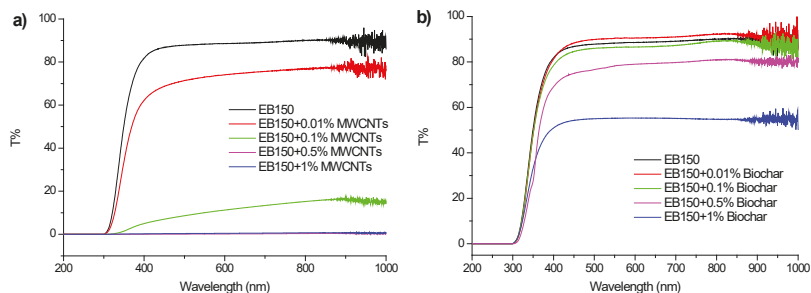 a)
T%
100
80
60
40
20
0
EB150
EB150+0.01% MWCNTs
EB150+0.1% MWCNTs
EB150+0.5% MWCNTs
EB150+1% MWCNTs
200 400 600 800 1000
Wavelength (nm)
b)
T%
100
80
60
40
20
0
EB150
EB150+0.01% Biochar
EB150+0.1% Biochar
EB150+0.5% Biochar
EB150+1% Biochar
200 300 400 500 600 700 800 900 1000
Wavelength (nm)